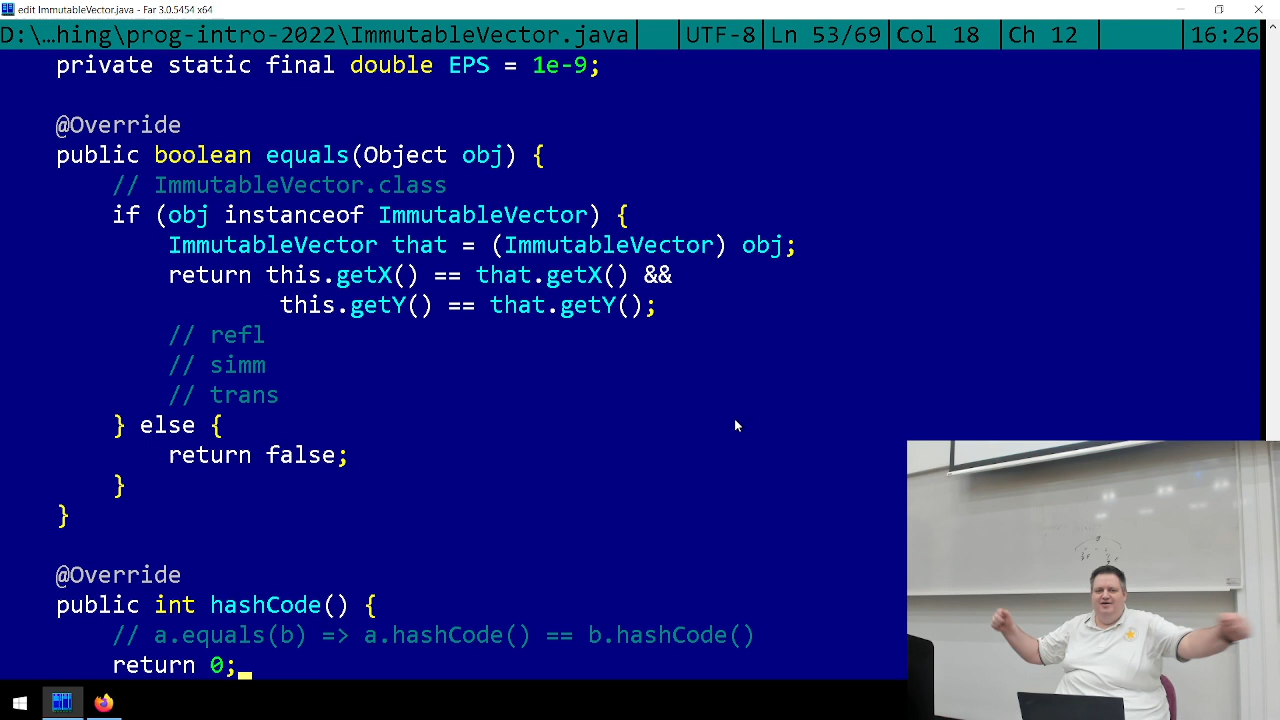 edit ImmutableVector.java - Far 3.0.5454 x64
D:\…hing\prog-intro-2022\ImmutableVector.java UTF-8 Ln 53/69 Col 18 Ch 12 16:26
private static final double EPS = 1e-9;
@Override
public boolean equals(Object obj) {
// ImmutableVector.class
if (obj instanceof ImmutableVector) {
ImmutableVector that = (ImmutableVector) obj;
return this.getX() == that.getX() &&
this.getY() == that.getY();
// refl
// simm
// trans
} else {
return false;
}
}
@Override
public int hashCode() {
// a.equals(b) => a.hashCode() == b.hashCode()
return 0;